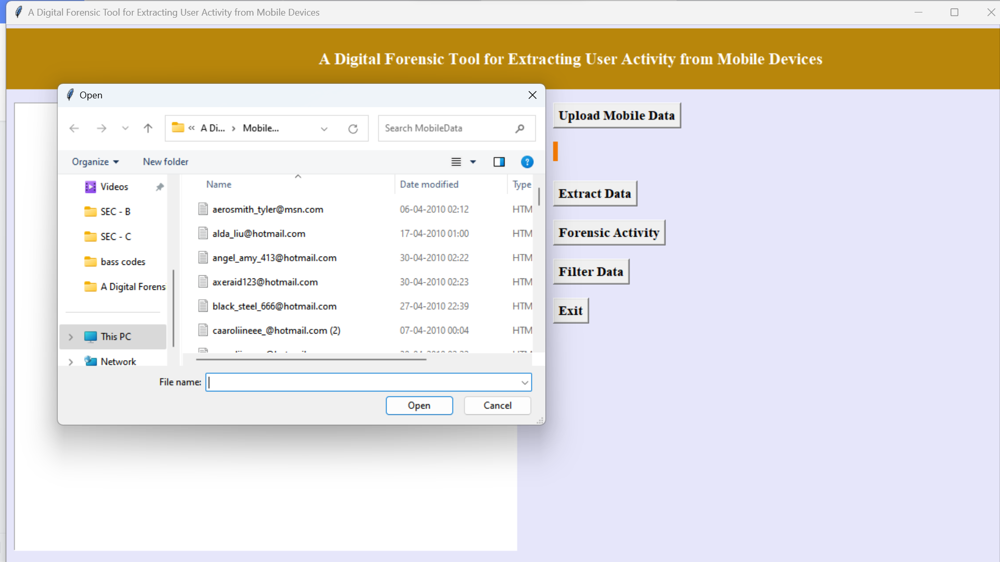 A Digital Forensic Tool for Extracting User Activity from Mobile Devices
A Digital Forensic Tool for Extracting User Activity from Mobile Devices
Open
« A Di... › Mobile...
Search MobileData
Organize
New folder
?
Videos
SEC - B
SEC - C
bass codes
A Digital Forens
This PC
Network
Name Date modified Type
aerosmith_tyler@msn.com 06-04-2010 02:12 HTM
alda_liu@hotmail.com 17-04-2010 01:00 HTM
angel_amy_413@hotmail.com 30-04-2010 02:22 HTM
axeraid123@hotmail.com 30-04-2010 02:23 HTM
black_steel_666@hotmail.com 27-04-2010 22:39 HTM
caaroliineee_@hotmail.com (2) 07-04-2010 00:04 HTM
File name:
Open
Cancel
Upload Mobile Data
Extract Data
Forensic Activity
Filter Data
Exit